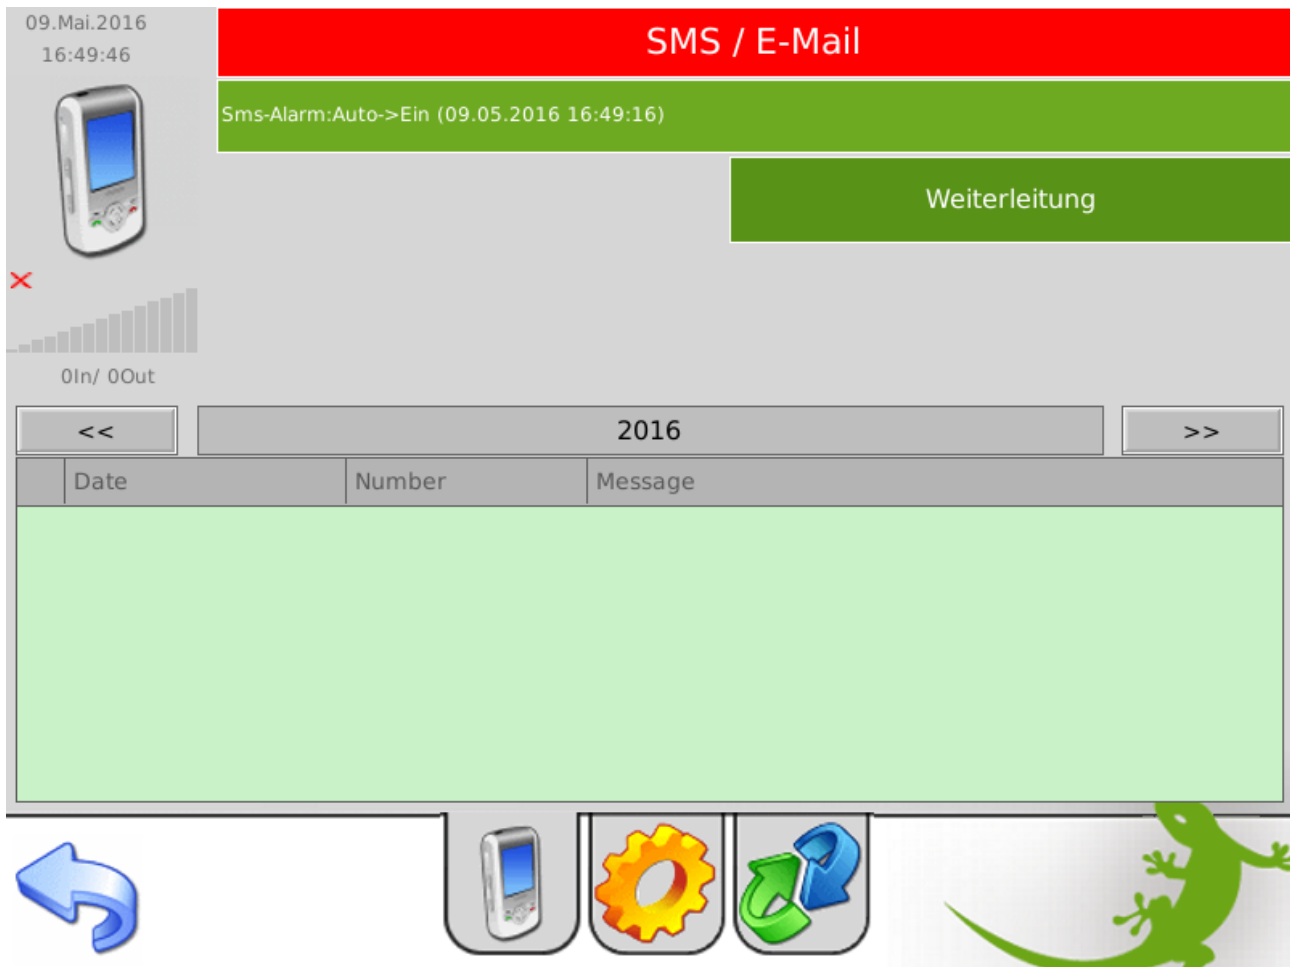 09.Mai.2016
16:49:46
SMS / E-Mail
Sms-Alarm:Auto->Ein (09.05.2016 16:49:16)
Weiterleitung
0In/ 0Out
<<
2016
>>
Date
Number
Message